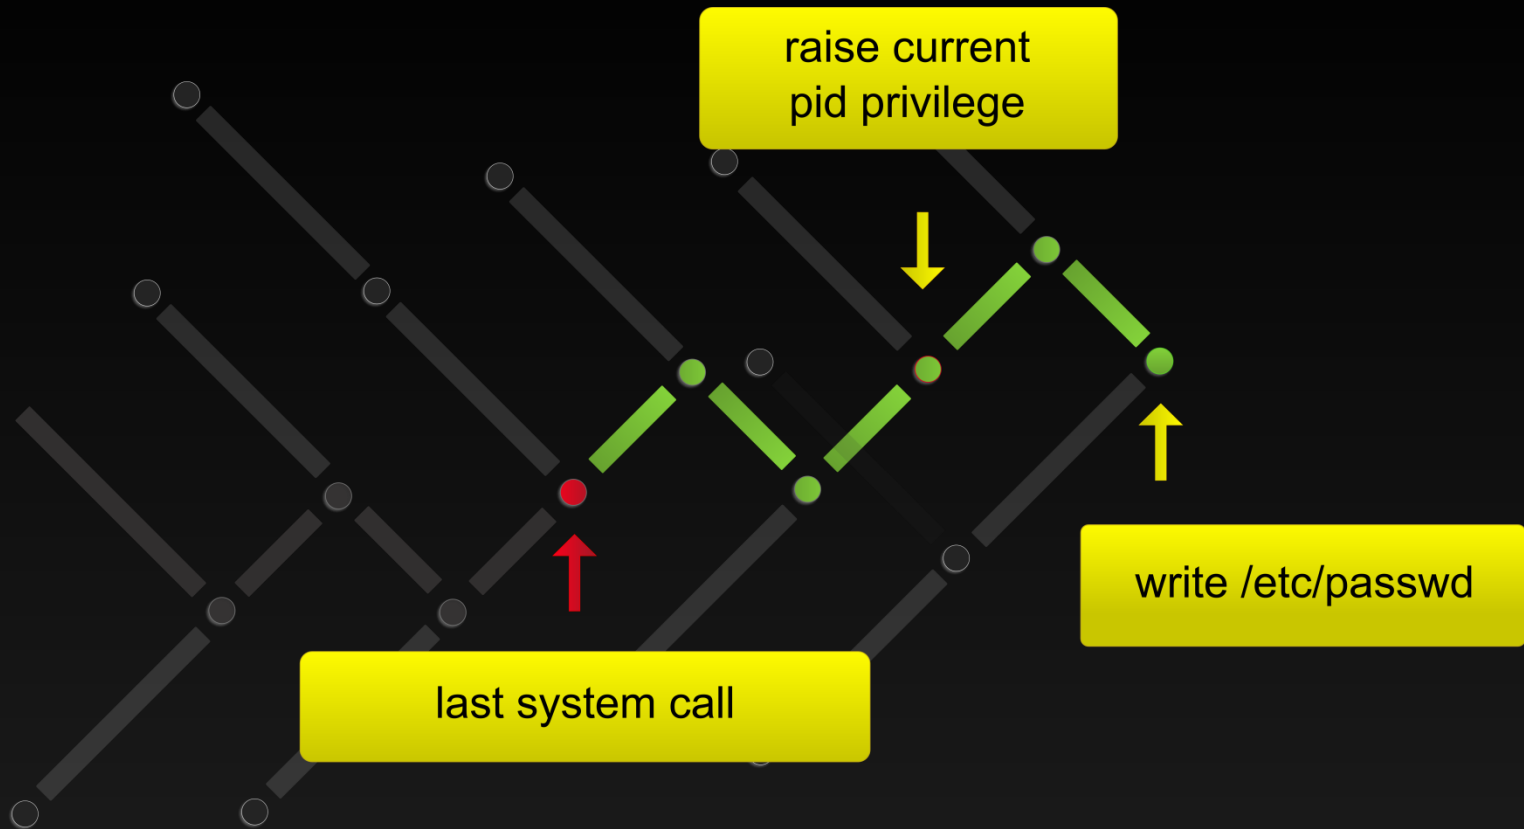 raise current
pid privilege
write /etc/passwd
last system call